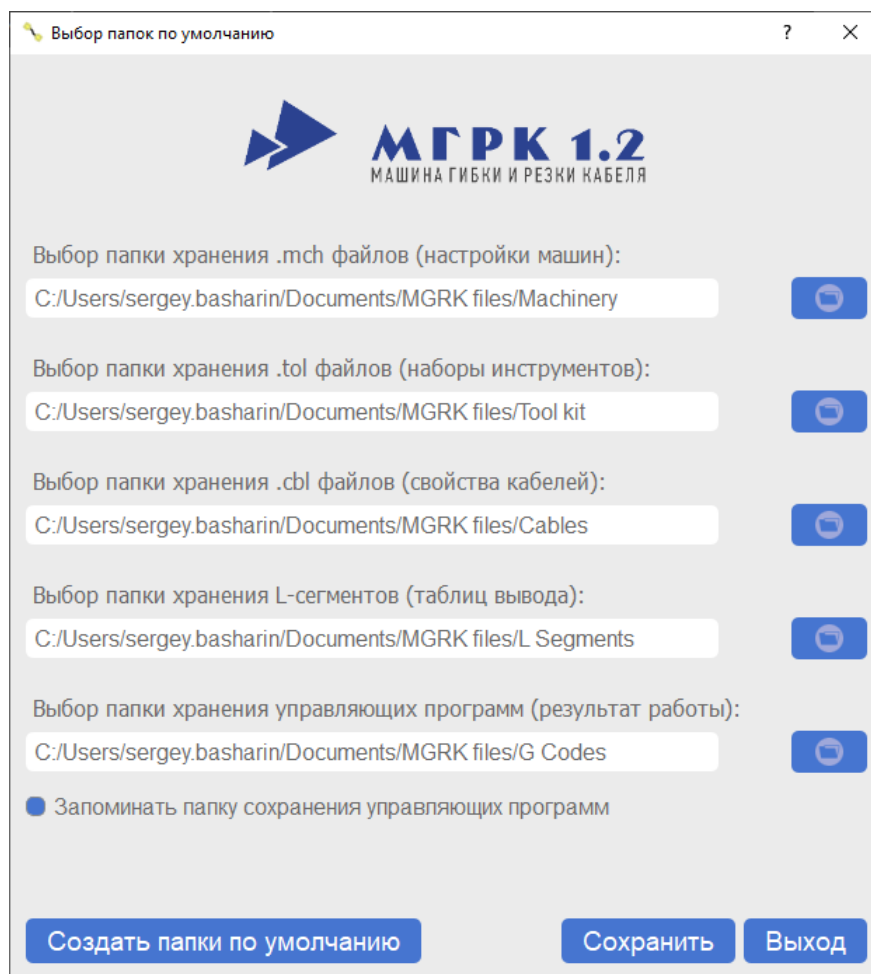 Выбор папок по умолчанию ?
МГРК 1.2
МАШИНА ГИБКИ И РЕЗКИ КАБЕЛЯ
Выбор папки хранения .mch файлов (настройки машин):
C:/Users/sergey.basharin/Documents/MGRK files/Machinery
Выбор папки хранения .tol файлов (наборы инструментов):
C:/Users/sergey.basharin/Documents/MGRK files/Tool kit
Выбор папки хранения .cbl файлов (свойства кабелей):
C:/Users/sergey.basharin/Documents/MGRK files/Cables
Выбор папки хранения L-сегментов (таблиц вывода):
C:/Users/sergey.basharin/Documents/MGRK files/L Segments
Выбор папки хранения управляющих программ (результат работы):
C:/Users/sergey.basharin/Documents/MGRK files/G Codes
Запоминать папку сохранения управляющих программ
Создать папки по умолчанию Сохранить Выход